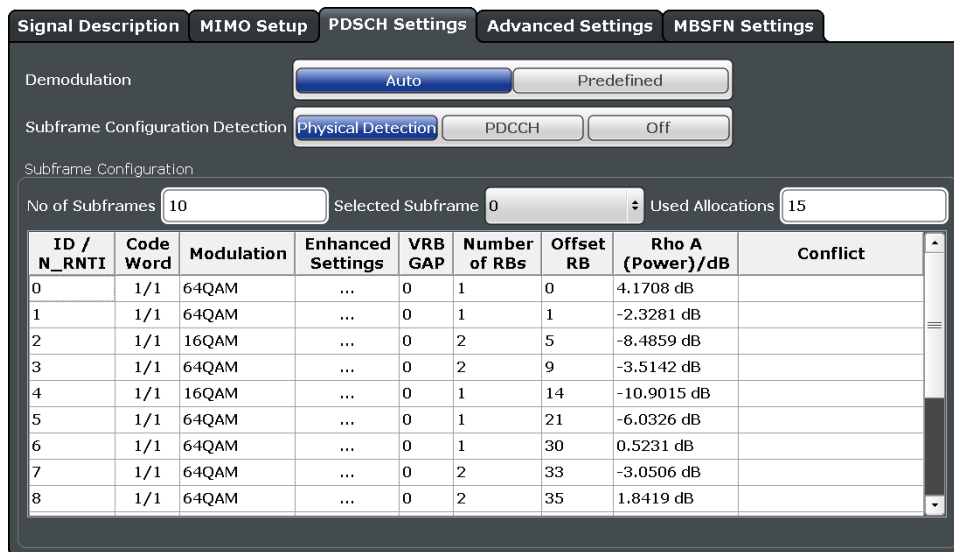 Signal Description MIMO Setup PDSCH Settings Advanced Settings MBSFN Settings
Demodulation Auto Predefined
Subframe Configuration Detection Physical Detection PDCCH Off
Subframe Configuration
No of Subframes 10 Selected Subframe 0 Used Allocations 15
ID / N_RNTI Code Word Modulation Enhanced Settings VRB GAP Number of RBs Offset RB Rho A (Power)/dB Conflict
0 1/1 64QAM ... 0 1 0 4.1708 dB
1 1/1 64QAM ... 0 1 1 -2.3281 dB
2 1/1 16QAM ... 0 2 5 -8.4859 dB
3 1/1 64QAM ... 0 2 9 -3.5142 dB
4 1/1 16QAM ... 0 1 14 -10.9015 dB
5 1/1 64QAM ... 0 1 21 -6.0326 dB
6 1/1 64QAM ... 0 1 30 0.5231 dB
7 1/1 64QAM ... 0 2 33 -3.0506 dB
8 1/1 64QAM ... 0 2 35 1.8419 dB